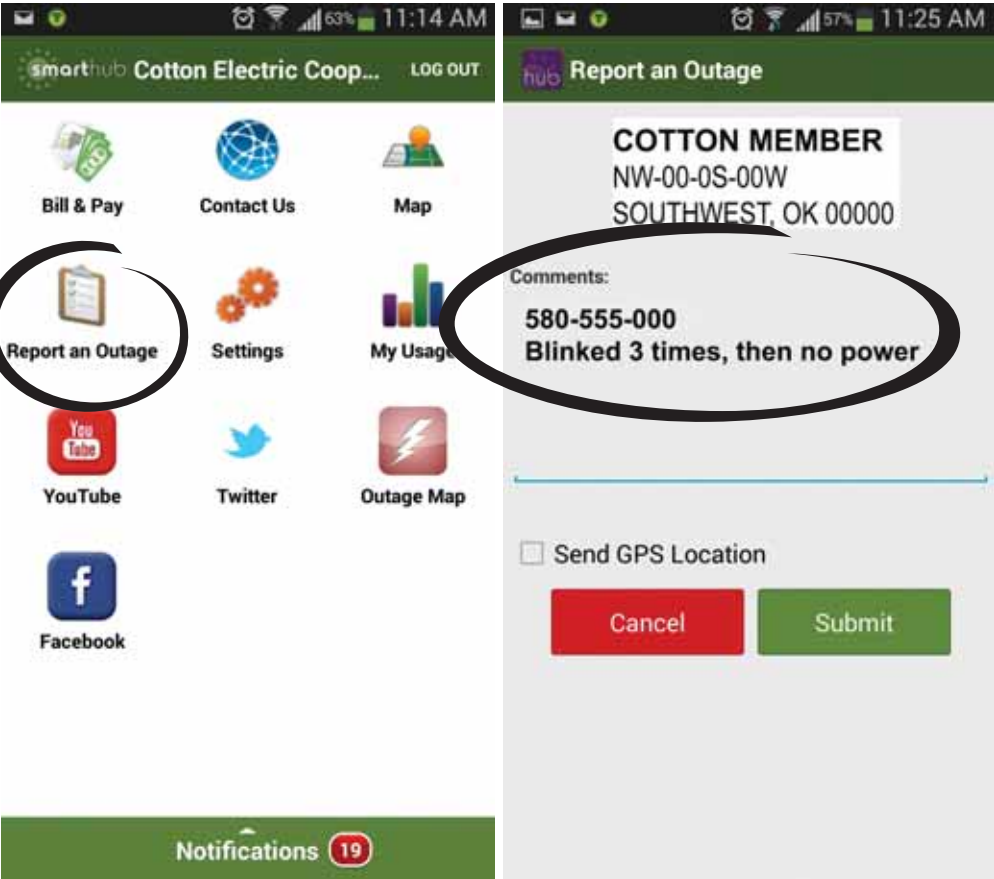 63% 11:14 AM
smarthub Cotton Electric Coop... LOG OUT
Bill & Pay Contact Us Map
Report an Outage Settings My Usage
You
Tube
YouTube Twitter Outage Map
f
Facebook
Notifications 19
57% 11:25 AM
hub Report an Outage
COTTON MEMBER
NW-00-0S-00W
SOUTHWEST, OK 00000
Comments:
580-555-000
Blinked 3 times, then no power
Send GPS Location
Cancel Submit